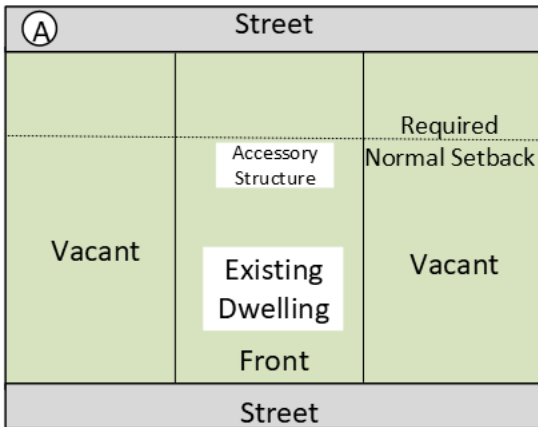 A
Street
Required
Normal Setback
Accessory
Structure
Vacant
Existing
Dwelling
Vacant
Front
Street